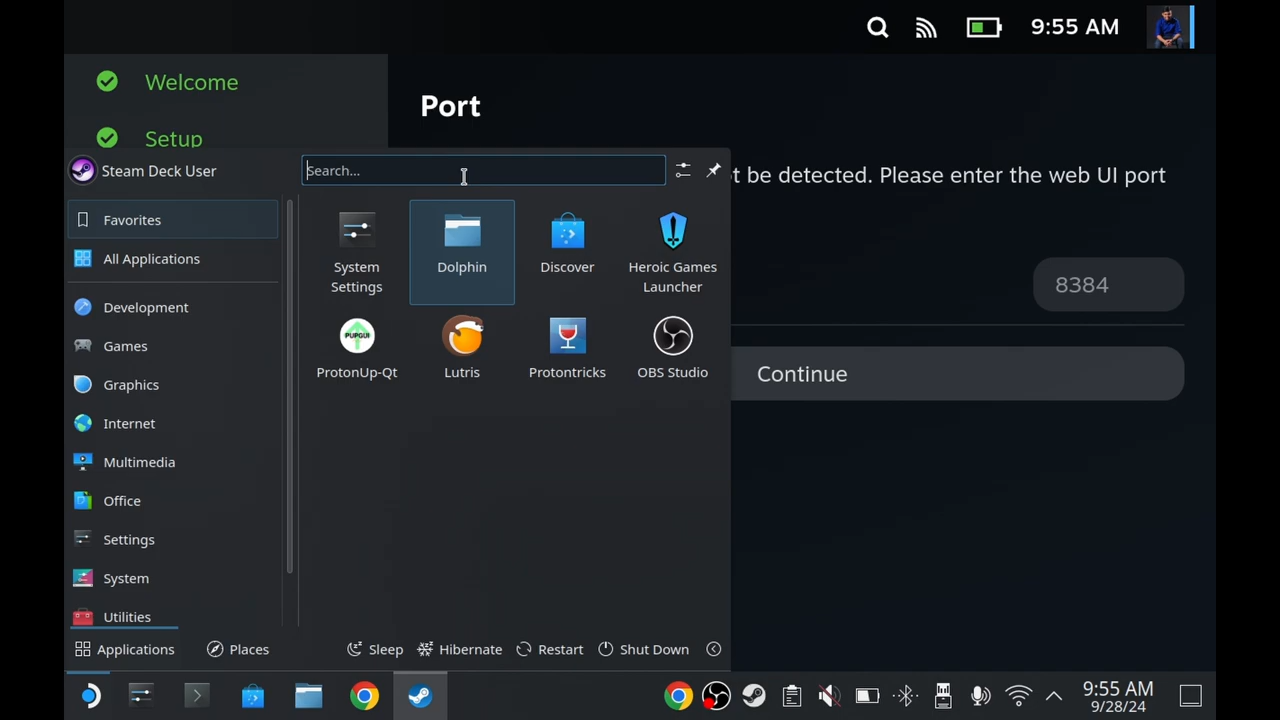 9:55 AM
Welcome
Setup
Port
t be detected. Please enter the web UI port
8384
Continue
Steam Deck User
Search...
Favorites
All Applications
Development
Games
Graphics
Internet
Multimedia
Office
Settings
System
Utilities
System
Settings
Dolphin
Discover
Heroic Games
Launcher
PUPGUI
ProtonUp-Qt
Lutris
Protontricks
OBS Studio
Applications
Places
Sleep
Hibernate
Restart
Shut Down
9:55 AM
9/28/24